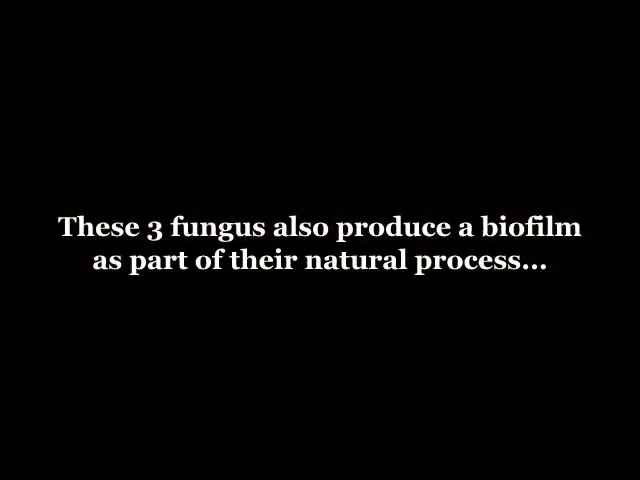 These 3 fungus also produce a biofilm
as part of their natural process...